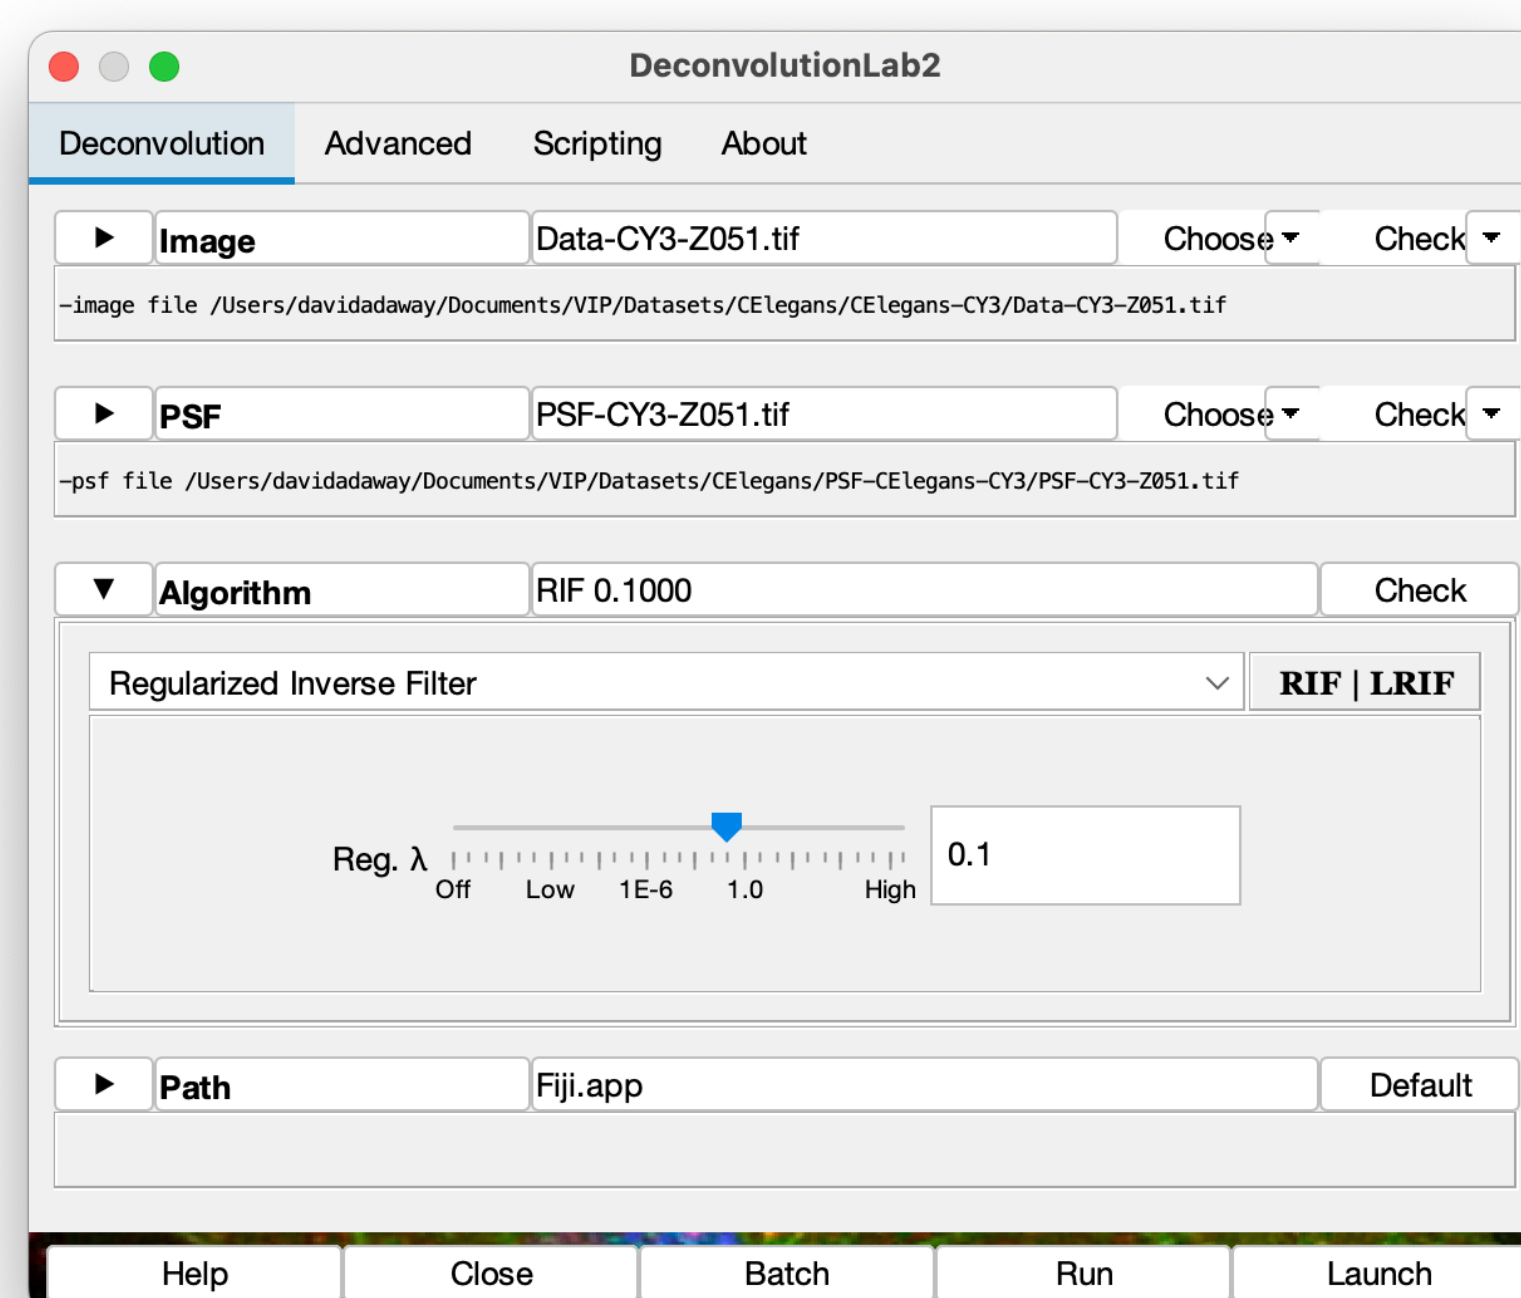 DeconvolutionLab2
Deconvolution Advanced Scripting About
Image Data-CY3-Z051.tif Choose Check
-image file /Users/davidadaway/Documents/VIP/Datasets/CElegans/CElegans-CY3/Data-CY3-Z051.tif
PSF PSF-CY3-Z051.tif Choose Check
-psf file /Users/davidadaway/Documents/VIP/Datasets/CElegans/PSF-CElegans-CY3/PSF-CY3-Z051.tif
Algorithm RIF 0.1000 Check
Regularized Inverse Filter RIF | LRIF
Reg. λ 0.1
Off Low 1E-6 1.0 High
Path Fiji.app Default
Help Close Batch Run Launch